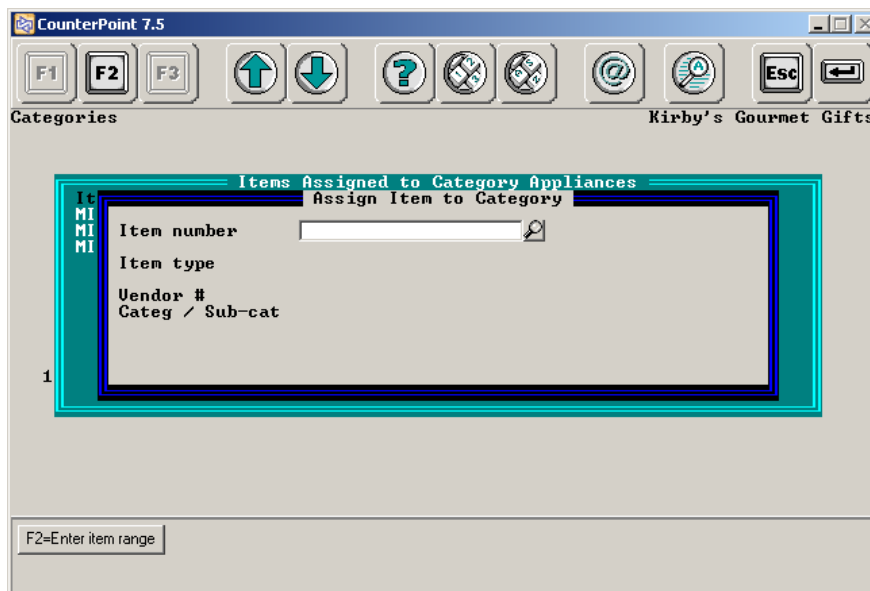 CounterPoint 7.5
F1 F2 F3 ? @ A Esc
Categories Kirby's Gourmet Gifts
Items Assigned to Category Appliances
It Assign Item to Category
MI
MI Item number
MI
Item type
Vendor #
Categ / Sub-cat
1
F2=Enter item range